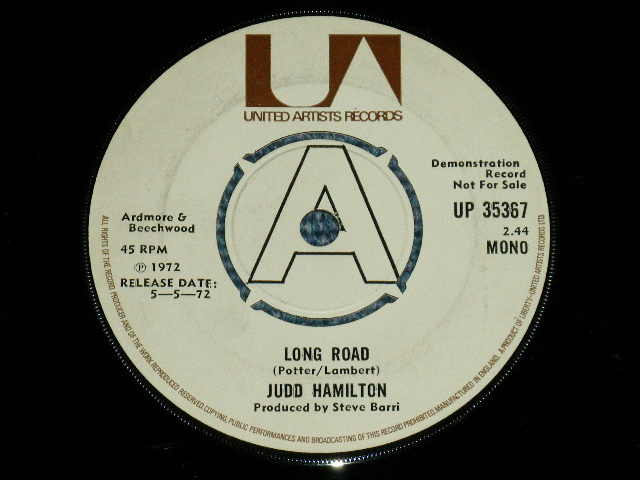 UA
UNITED ARTISTS RECORDS
Demonstration
Record
Not For Sale
A
Ardmore &
Beechwood
UP 35367
2.44
MONO
45 RPM
Ⓟ 1972
RELEASE DATE:
5—5—72
LONG ROAD
(Potter/Lambert)
JUDD HAMILTON
Produced by Steve Barri
ALL RIGHTS OF THE RECORD PRODUCER AND OF THE WORK REPRODUCED RESERVED. COPYING, PUBLIC PERFORMANCES AND BROADCASTING OF THIS RECORD PROHIBITED. MANUFACTURED IN ENGLAND. A PRODUCT OF LIBERTY—UNITED ARTISTS RECORDS LTD.